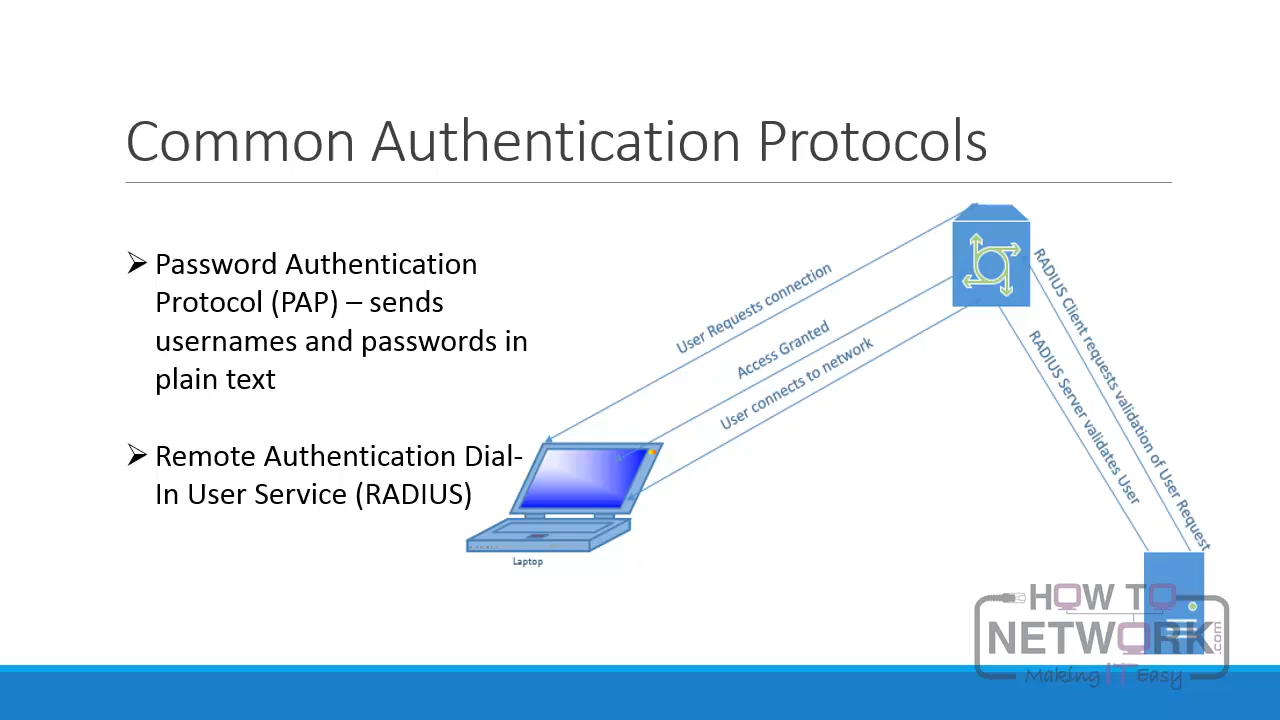 Common Authentication Protocols
Password Authentication
Protocol (PAP) – sends
usernames and passwords in
plain text
Remote Authentication Dial-
In User Service (RADIUS)
User Requests connection
Access Granted
User connects to network
RADIUS Client requests validation of User Request
RADIUS Server validates User
Laptop
HOW TO
NETWORK.com
Making IT Easy